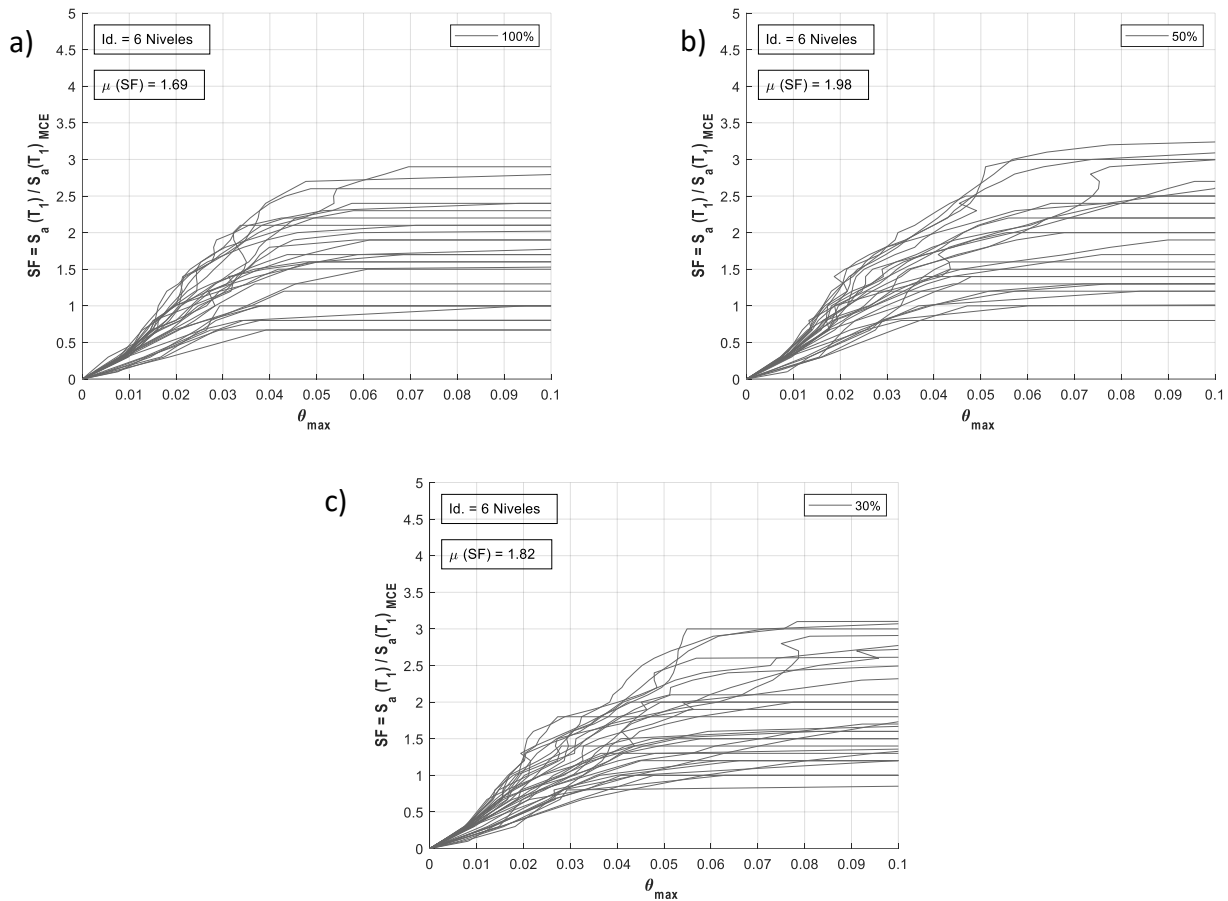 a)
Id. = 6 Niveles
100%
μ (SF) = 1.69
SF = Sa (T1) / Sa(T1) MCE
5
4.5
4
3.5
3
2.5
2
1.5
1
0.5
0
0 0.01 0.02 0.03 0.04 0.05 0.06 0.07 0.08 0.09 0.1
θmax
b)
Id. = 6 Niveles
50%
μ (SF) = 1.98
SF = Sa (T1) / Sa(T1) MCE
5
4.5
4
3.5
3
2.5
2
1.5
1
0.5
0
0 0.01 0.02 0.03 0.04 0.05 0.06 0.07 0.08 0.09 0.1
θmax
c)
Id. = 6 Niveles
30%
μ (SF) = 1.82
SF = Sa (T1) / Sa(T1) MCE
5
4.5
4
3.5
3
2.5
2
1.5
1
0.5
0
0 0.01 0.02 0.03 0.04 0.05 0.06 0.07 0.08 0.09 0.1
θmax